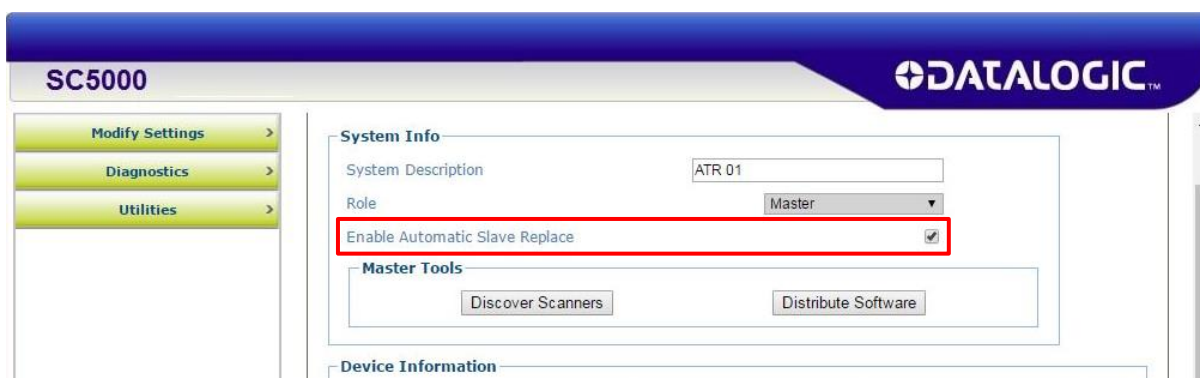 SC5000
DATALOGIC™
Modify Settings >
Diagnostics >
Utilities >
System Info
System Description ATR 01
Role Master
Enable Automatic Slave Replace
Master Tools
Discover Scanners Distribute Software
Device Information